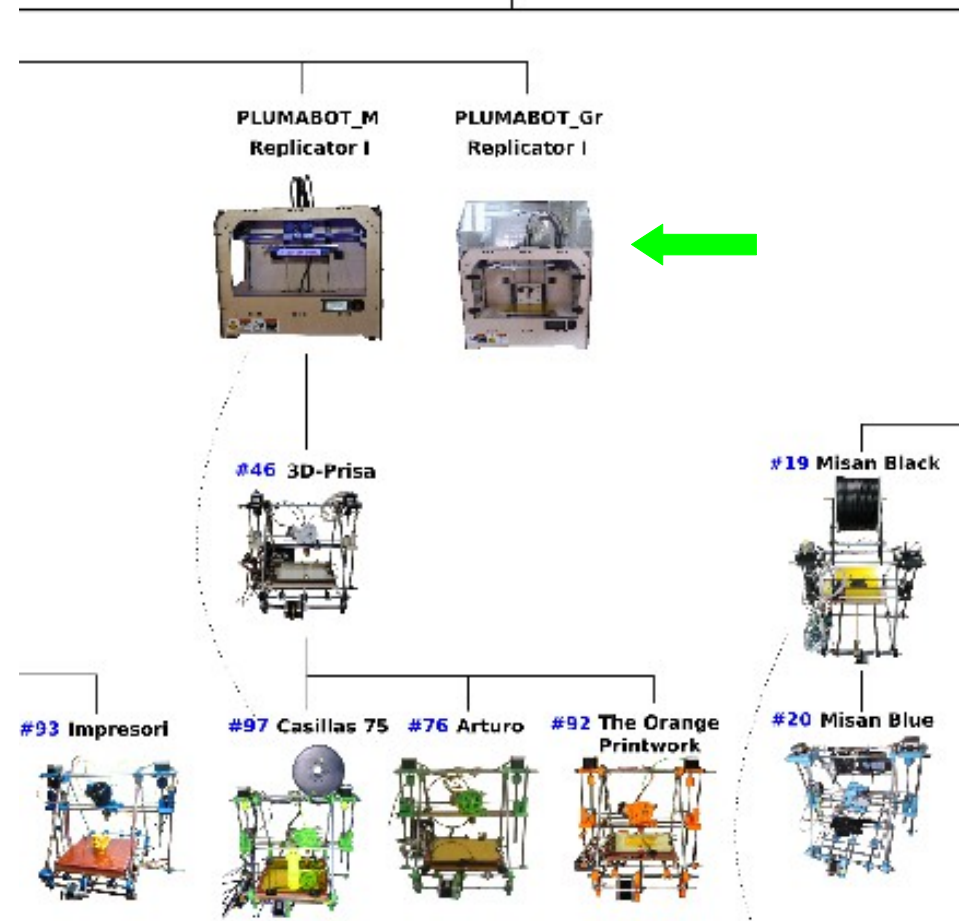 PLUMABOT_M
Replicator I
PLUMABOT_Gr
Replicator I
#46 3D-Prisa
#19 Misan Black
#93 Impresori
#97 Casillas 75
#76 Arturo
#92 The Orange
Printwork
#20 Misan Blue